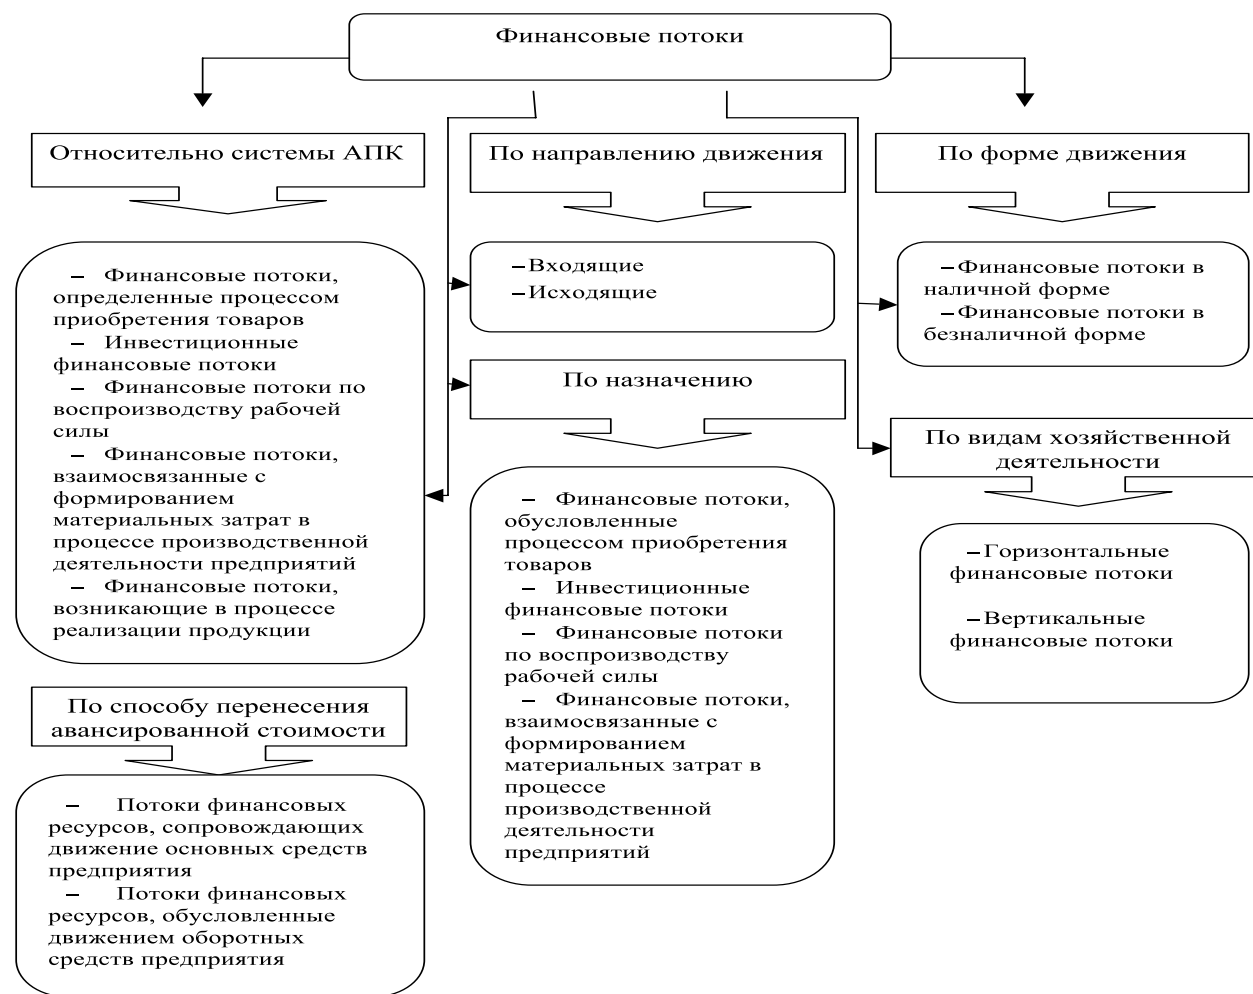 Финансовые потоки
Относительно системы АПК
– Финансовые потоки,
определенные процессом
приобретения товаров
– Инвестиционные
финансовые потоки
– Финансовые потоки по
воспроизводству рабочей
силы
– Финансовые потоки,
взаимосвязанные с
формированием
материальных затрат в
процессе производственной
деятельности предприятий
– Финансовые потоки,
возникающие в процессе
реализации продукции
По способу перенесения
авансированной стоимости
– Потоки финансовых
ресурсов, сопровождающих
движение основных средств
предприятия
– Потоки финансовых
ресурсов, обусловленные
движением оборотных
средств предприятия
По направлению движения
– Входящие
– Исходящие
По назначению
– Финансовые потоки,
обусловленные
процессом приобретения
товаров
– Инвестиционные
финансовые потоки
– Финансовые потоки
по воспроизводству
рабочей силы
– Финансовые потоки,
взаимосвязанные с
формированием
материальных затрат в
процессе
производственной
деятельности
предприятий
По форме движения
– Финансовые потоки в
наличной форме
– Финансовые потоки в
безналичной форме
По видам хозяйственной
деятельности
– Горизонтальные
финансовые потоки
– Вертикальные
финансовые потоки